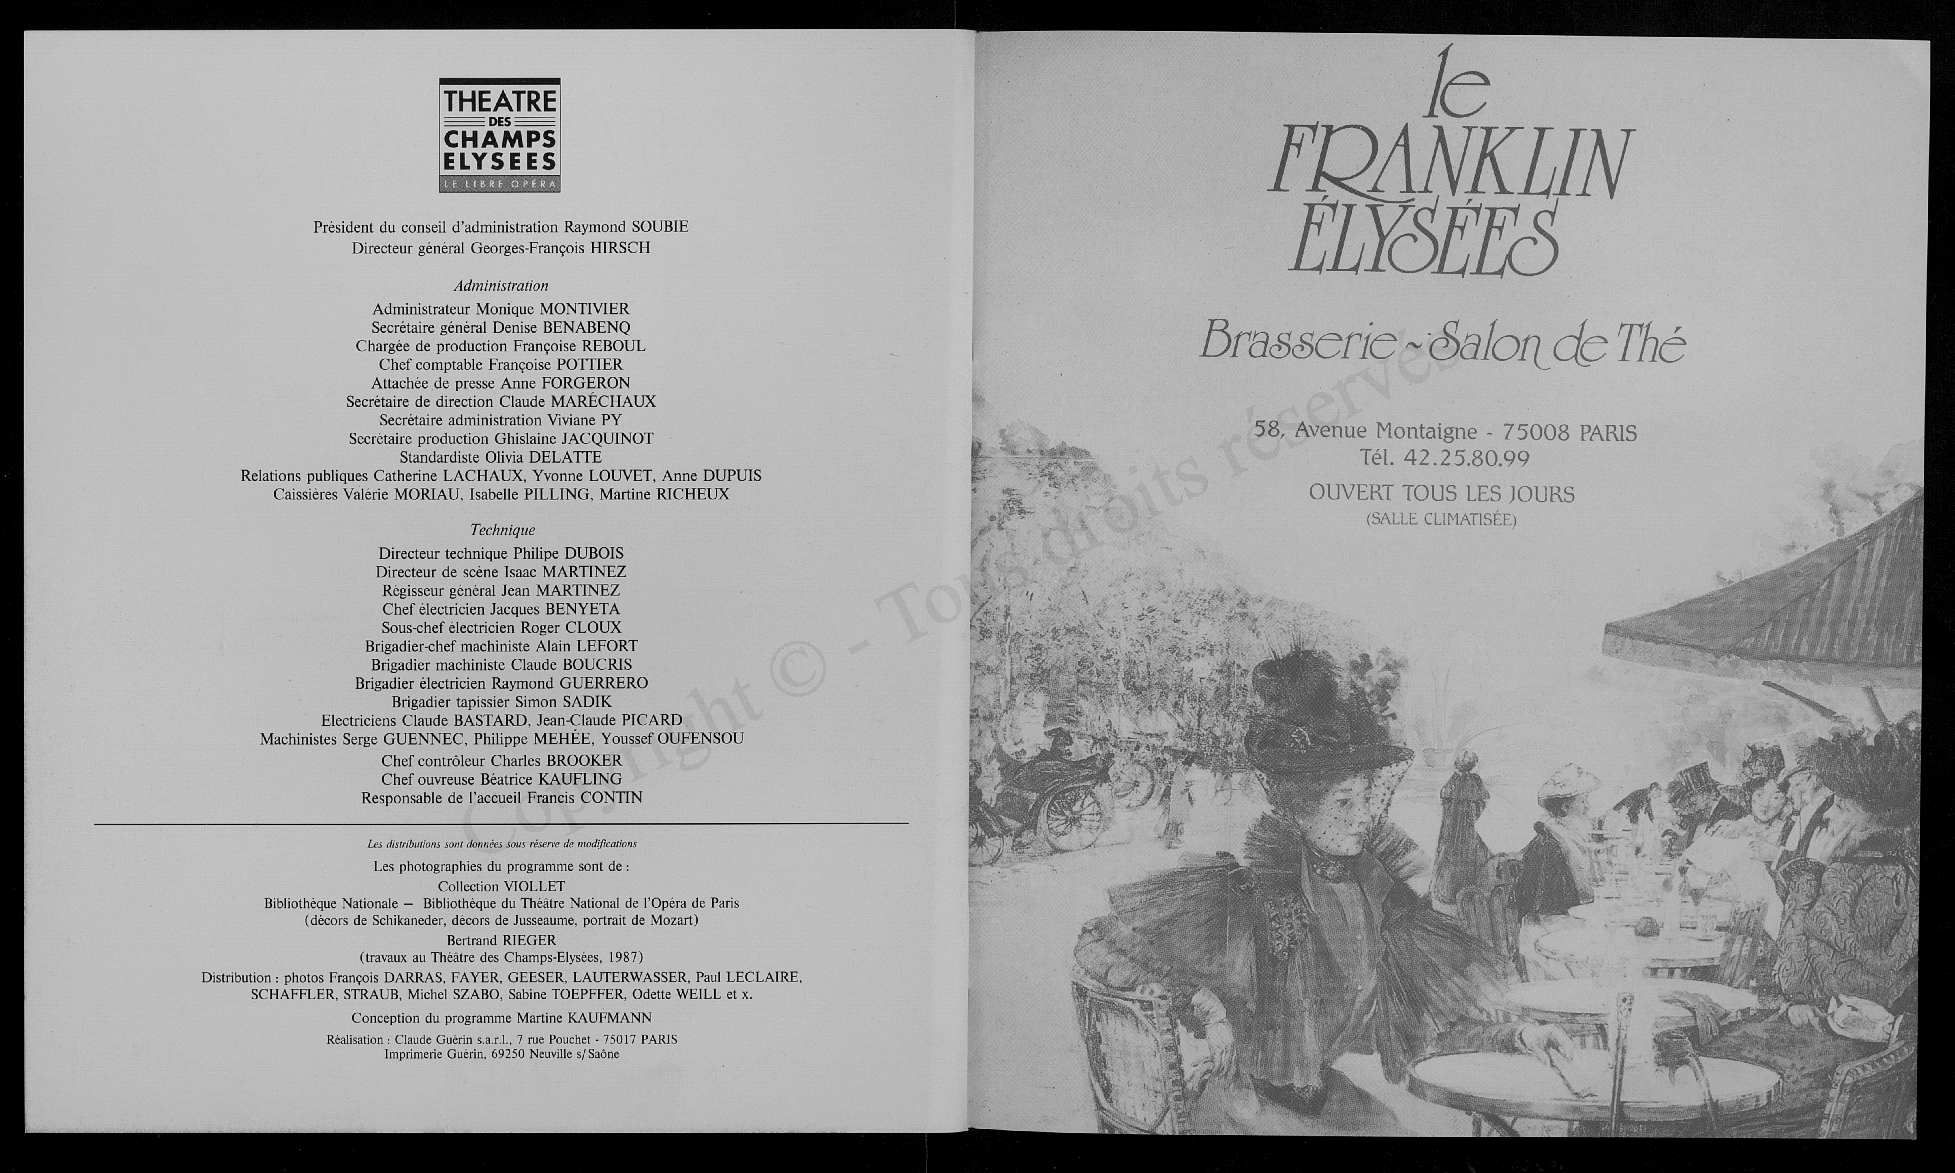 THEATRE
DES
CHAMPS
ELYSEES
LE LIBRE OPÉRA
Président du conseil d'administration Raymond SOUBIE
Directeur général Georges-François HIRSCH
Administration
Administrateur Monique MONTIVIER
Secrétaire général Denise BENABENQ
Chargée de production Françoise REBOUL
Chef comptable Françoise POTTIER
Attachée de presse Anne FORGERON
Secrétaire de direction Claude MARÉCHAUX
Secrétaire administration Viviane PY
Secrétaire production Ghislaine JACQUINOT
Standardiste Olivia DELATTE
Relations publiques Catherine LACHAUX, Yvonne LOUVET, Anne DUPUIS
Caissières Valérie MORIAU, Isabelle PILLING, Martine RICHEUX
Technique
Directeur technique Philipe DUBOIS
Directeur de scène Isaac MARTINEZ
Régisseur général Jean MARTINEZ
Chef électricien Jacques BENYETA
Sous-chef électricien Roger CLOUX
Brigadier-chef machiniste Alain LEFORT
Brigadier machiniste Claude BOUCRIS
Brigadier électricien Raymond GUERRERO
Brigadier tapissier Simon SADIK
Electriciens Claude BASTARD, Jean-Claude PICARD
Machinistes Serge GUENNEC, Philippe MEHÉE, Youssef OUFENSOU
Chef contrôleur Charles BROOKER
Chef ouvreuse Béatrice KAUFLING
Responsable de l'accueil Francis CONTIN
Les distributions sont données sous réserve de modifications
Les photographies du programme sont de :
Collection VIOLLET
Bibliothèque Nationale — Bibliothèque du Théâtre National de l'Opéra de Paris
(décors de Schikaneder, décors de Jusseaume, portrait de Mozart)
Bertrand RIEGER
(travaux au Théâtre des Champs-Elysées, 1987)
Distribution : photos François DARRAS, FAYER, GEESER, LAUTERWASSER, Paul LECLAIRE,
SCHAFFLER, STRAUB, Michel SZABO, Sabine TOEPFFER, Odette WEILL et x.
Conception du programme Martine KAUFMANN
Réalisation : Claude Guérin s.a.r.l., 7 rue Pouchet - 75017 PARIS
Imprimerie Guérin, 69250 Neuville s/Saône
le
FRANKLIN
ÉLYSÉES
Brasserie ~ Salon de Thé
58, Avenue Montaigne - 75008 PARIS
Tél. 42.25.80.99
OUVERT TOUS LES JOURS
(SALLE CLIMATISÉE)
Copyright © - Tous droits réservés